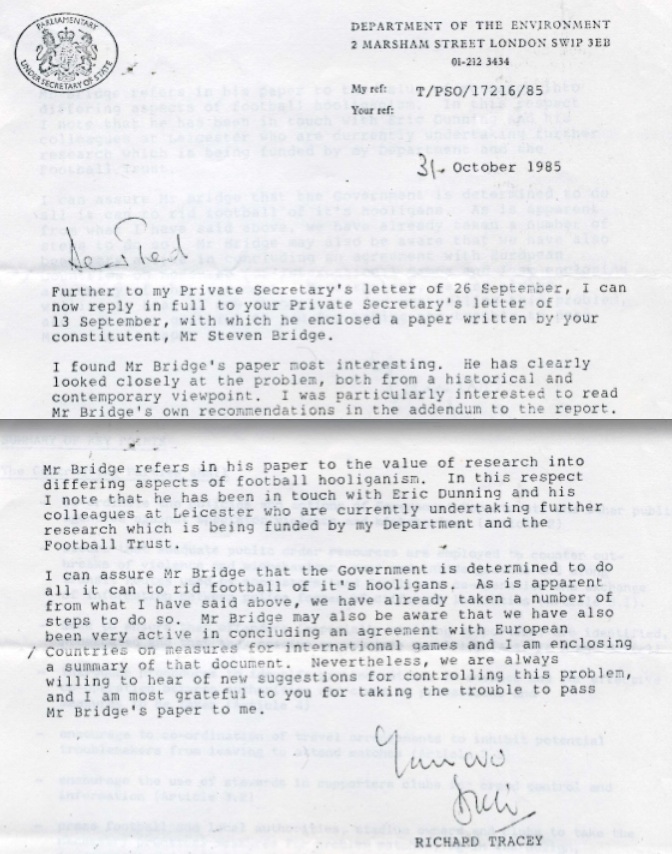 PARLIAMENTARY
UNDER SECRETARY OF STATE
DEPARTMENT OF THE ENVIRONMENT
2 MARSHAM STREET LONDON SW1P 3EB
01-212 3434
My ref: T/PSO/17216/85
Your ref:
31 October 1985
Further to my Private Secretary's letter of 26 September, I can
now reply in full to your Private Secretary's letter of
13 September, with which he enclosed a paper written by your
constitutent, Mr Steven Bridge.
I found Mr Bridge's paper most interesting. He has clearly
looked closely at the problem, both from a historical and
contemporary viewpoint. I was particularly interested to read
Mr Bridge's own recommendations in the addendum to the report.
Mr Bridge refers in his paper to the value of research into
differing aspects of football hooliganism. In this respect
I note that he has been in touch with Eric Dunning and his
colleagues at Leicester who are currently undertaking further
research which is being funded by my Department and the
Football Trust.
I can assure Mr Bridge that the Government is determined to do
all it can to rid football of it's hooligans. As is apparent
from what I have said above, we have already taken a number of
steps to do so. Mr Bridge may also be aware that we have also
been very active in concluding an agreement with European
/ Countries on measures for international games and I am enclosing
a summary of that document. Nevertheless, we are always
willing to hear of new suggestions for controlling this problem,
and I am most grateful to you for taking the trouble to pass
Mr Bridge's paper to me.
RICHARD TRACEY